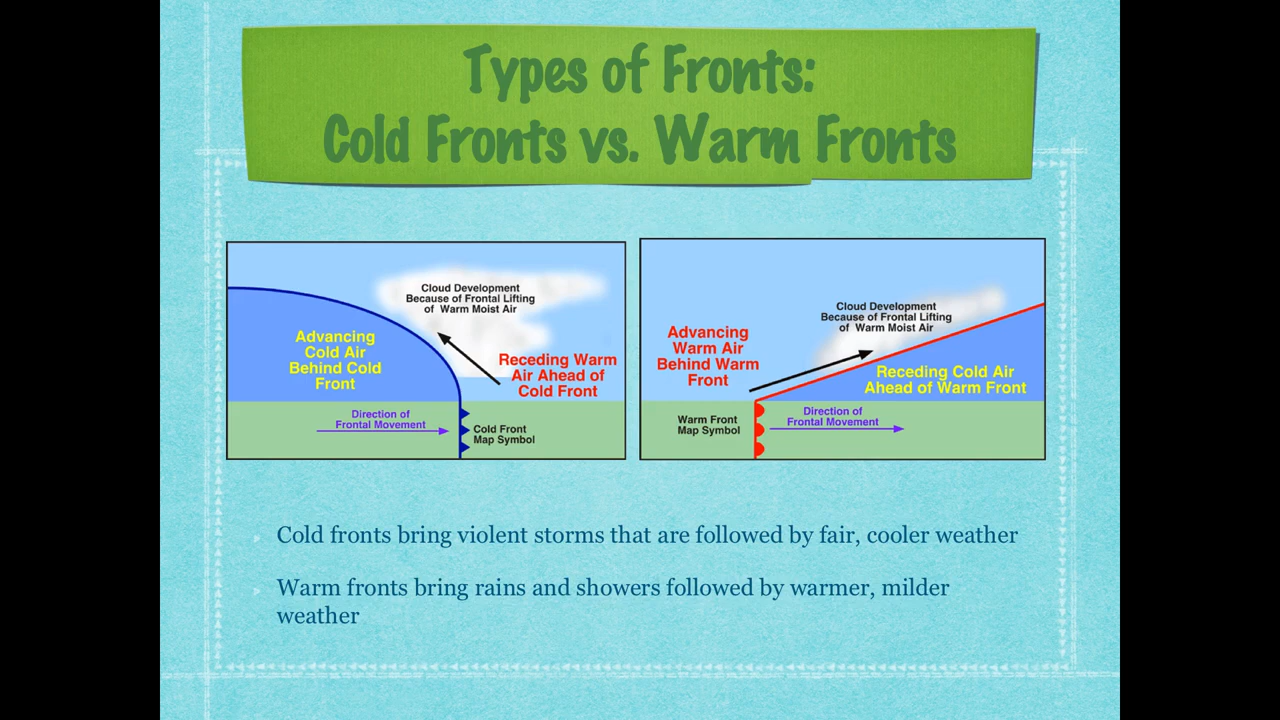 Types of Fronts:
Cold Fronts vs. Warm Fronts
Cloud Development
Because of Frontal Lifting
of Warm Moist Air
Advancing
Cold Air
Behind Cold
Front
Receding Warm
Air Ahead of
Cold Front
Direction of
Frontal Movement
Cold Front
Map Symbol
Cloud Development
Because of Frontal Lifting
of Warm Moist Air
Advancing
Warm Air
Behind Warm
Front
Receding Cold Air
Ahead of Warm Front
Warm Front
Map Symbol
Direction of
Frontal Movement
Cold fronts bring violent storms that are followed by fair, cooler weather
Warm fronts bring rains and showers followed by warmer, milder
weather